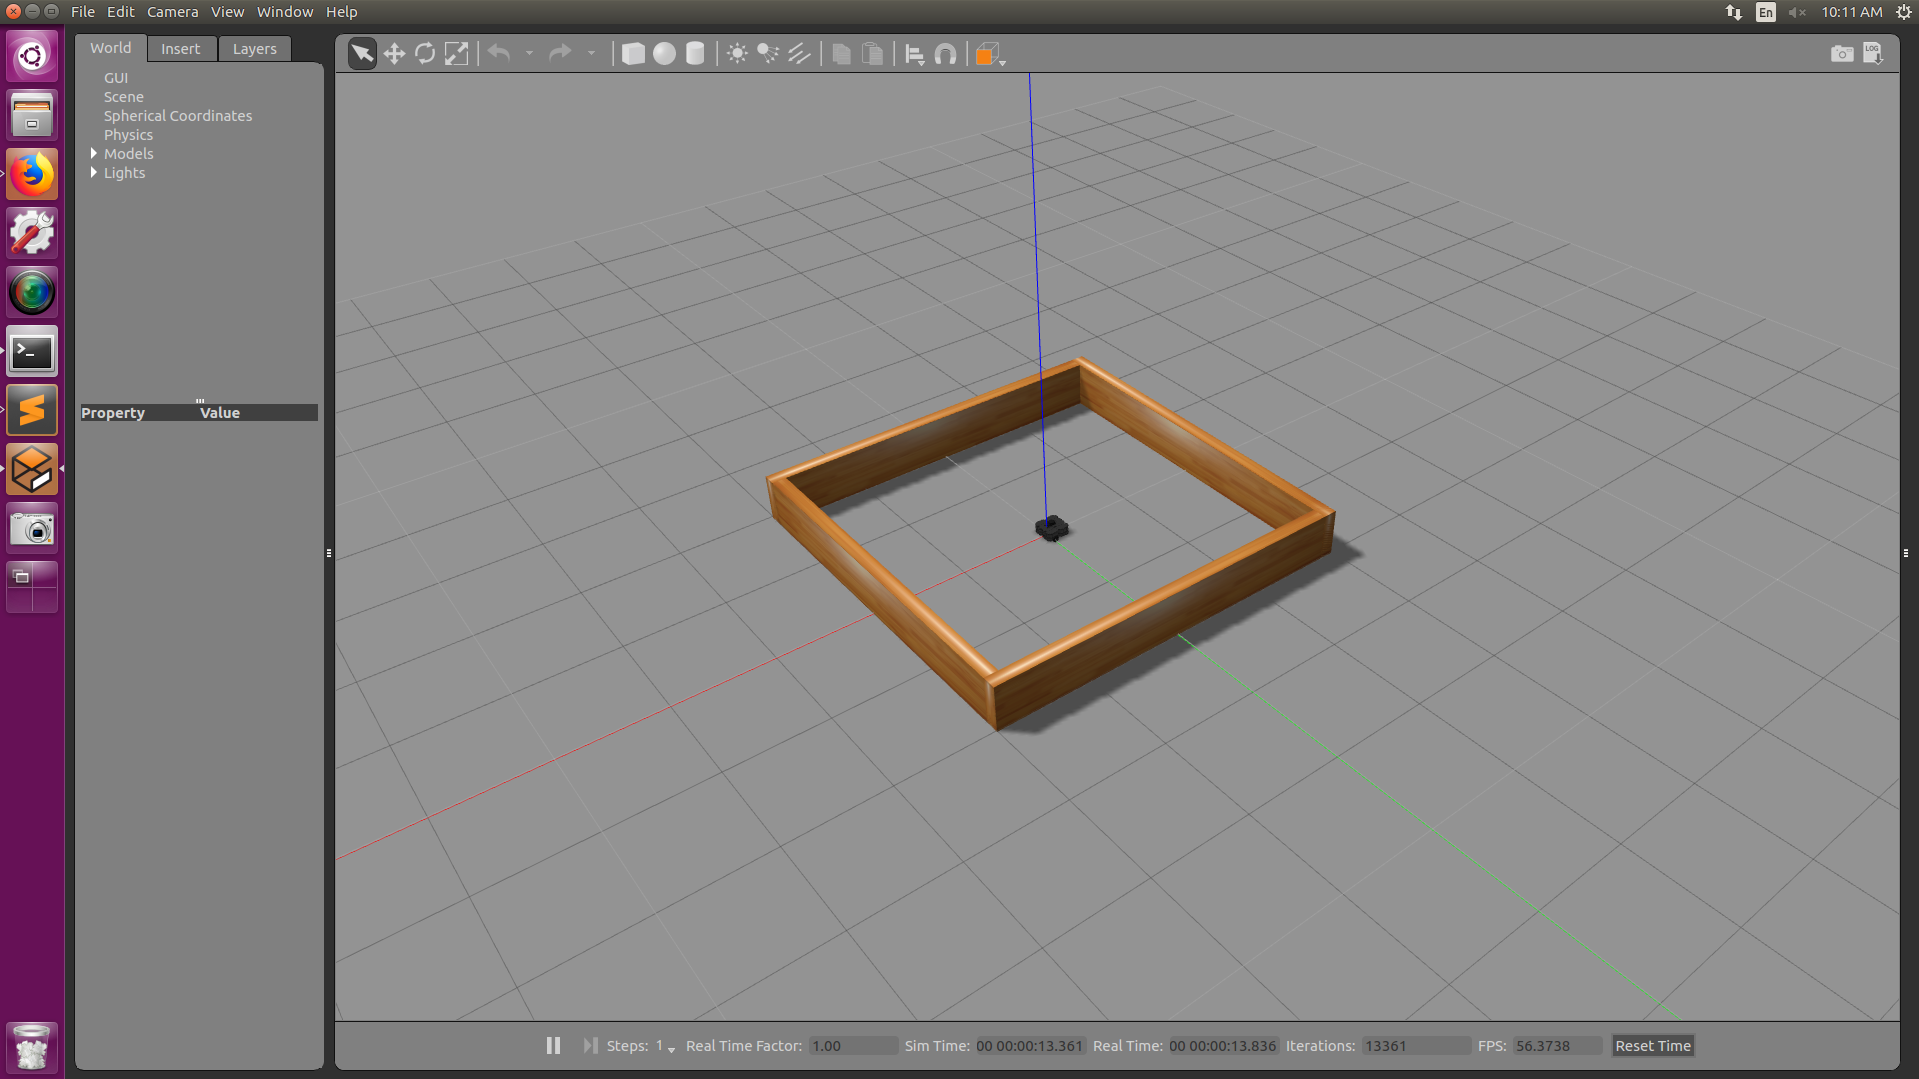 File Edit Camera View Window Help
En
10:11 AM
World Insert Layers
GUI
Scene
Spherical Coordinates
Physics
Models
Lights
Property Value
LOG
Steps: 1 Real Time Factor: 1.00 Sim Time: 00 00:00:13.361 Real Time: 00 00:00:13.836 Iterations: 13361 FPS: 56.3738 Reset Time